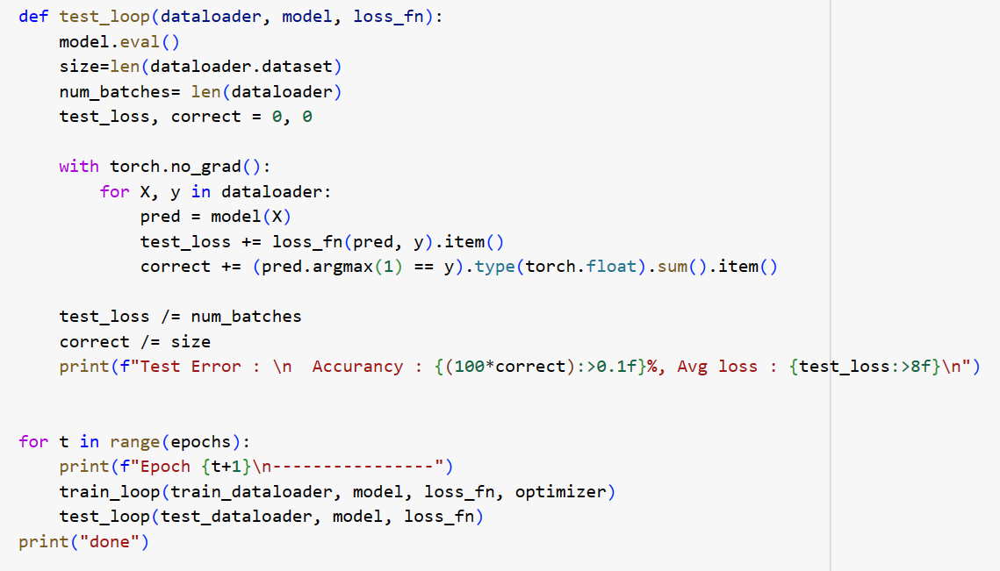 def test_loop(dataloader, model, loss_fn):
    model.eval()
    size=len(dataloader.dataset)
    num_batches= len(dataloader)
    test_loss, correct = 0, 0

    with torch.no_grad():
        for X, y in dataloader:
            pred = model(X)
            test_loss += loss_fn(pred, y).item()
            correct += (pred.argmax(1) == y).type(torch.float).sum().item()

    test_loss /= num_batches
    correct /= size
    print(f"Test Error : \n  Accurancy : {(100*correct):>0.1f}%, Avg loss : {test_loss:>8f}\n")


for t in range(epochs):
    print(f"Epoch {t+1}\n----------------")
    train_loop(train_dataloader, model, loss_fn, optimizer)
    test_loop(test_dataloader, model, loss_fn)
print("done")